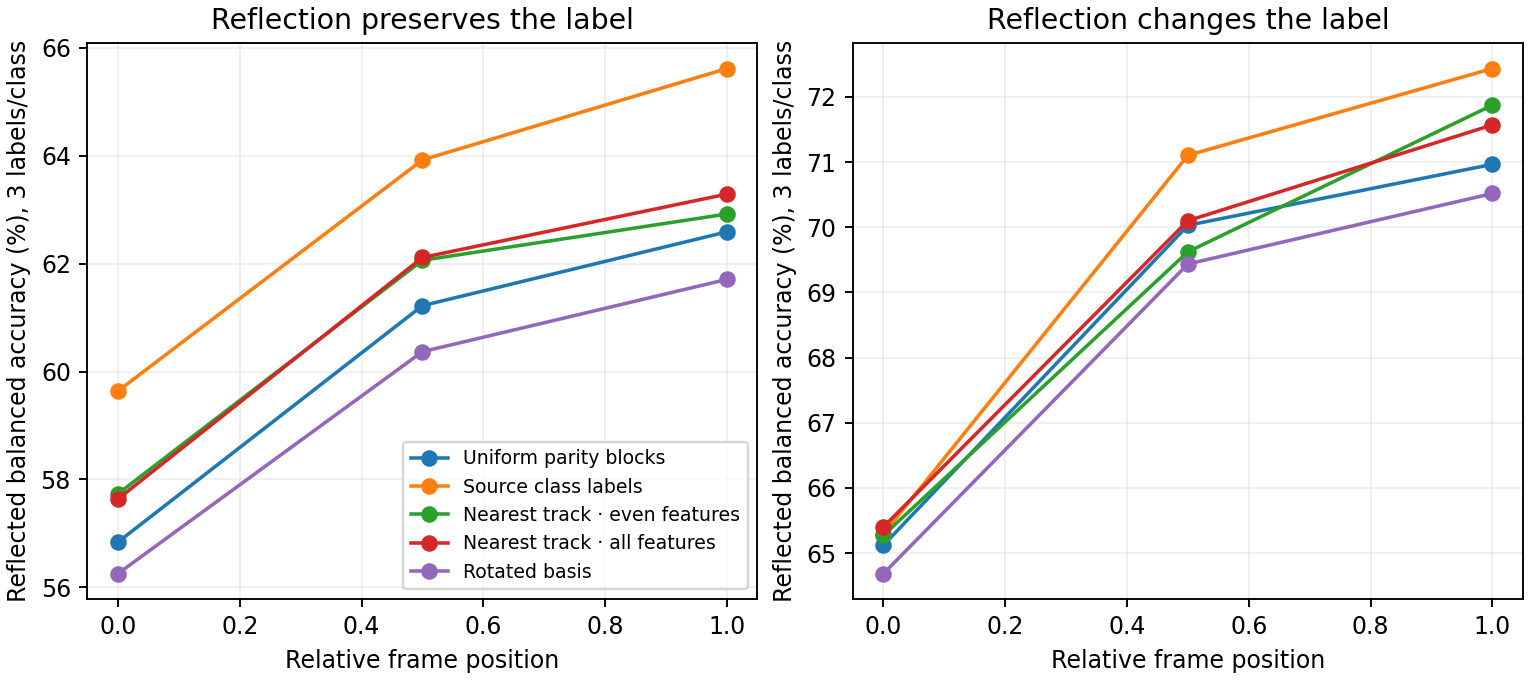 Reflection preserves the label
Reflected balanced accuracy (%), 3 labels/class
66
64
62
60
58
56
0.0 0.2 0.4 0.6 0.8 1.0
Relative frame position
Uniform parity blocks
Source class labels
Nearest track · even features
Nearest track · all features
Rotated basis
Reflection changes the label
Reflected balanced accuracy (%), 3 labels/class
72
71
70
69
68
67
66
65
0.0 0.2 0.4 0.6 0.8 1.0
Relative frame position